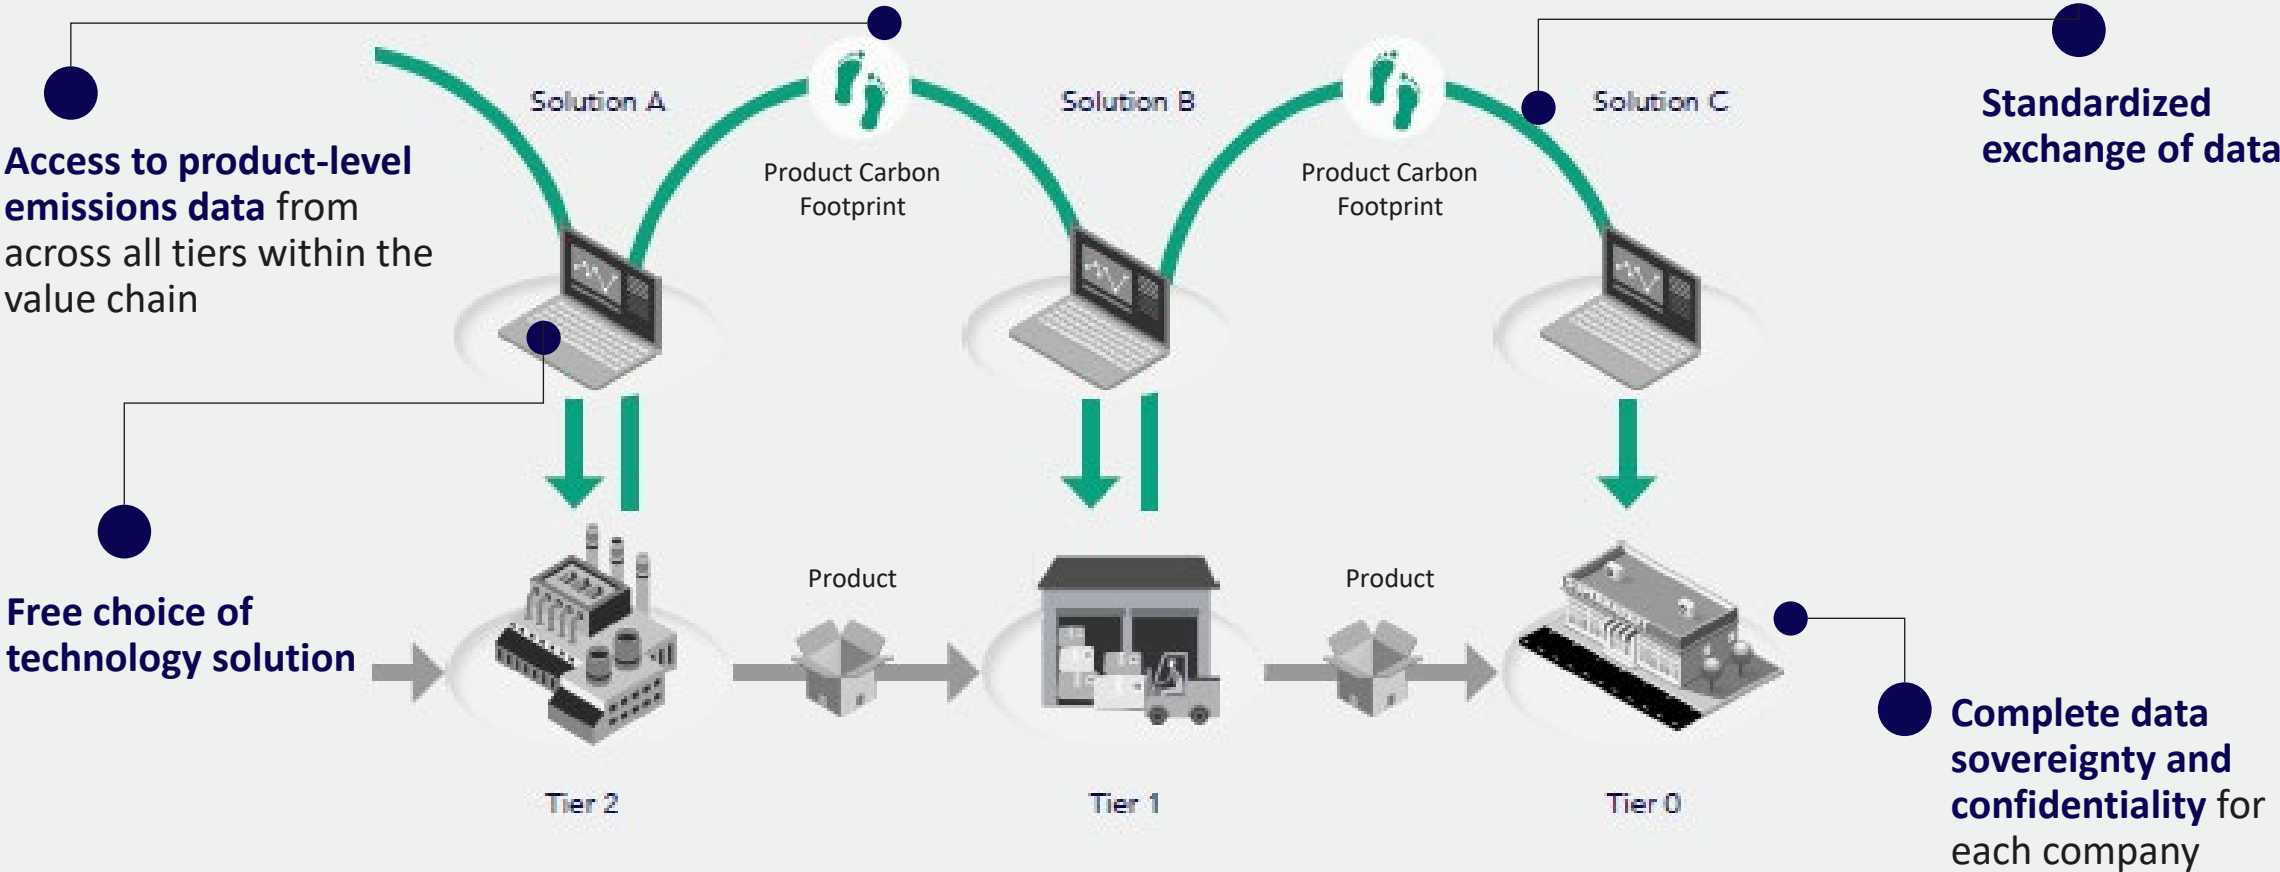 Solution A
Solution B
Solution C
Standardized
exchange of data
Access to product-level
emissions data from
across all tiers within the
value chain
Product Carbon
Footprint
Product Carbon
Footprint
Free choice of
technology solution
Product
Product
Complete data
sovereignty and
confidentiality for
each company
Tier 2
Tier 1
Tier 0